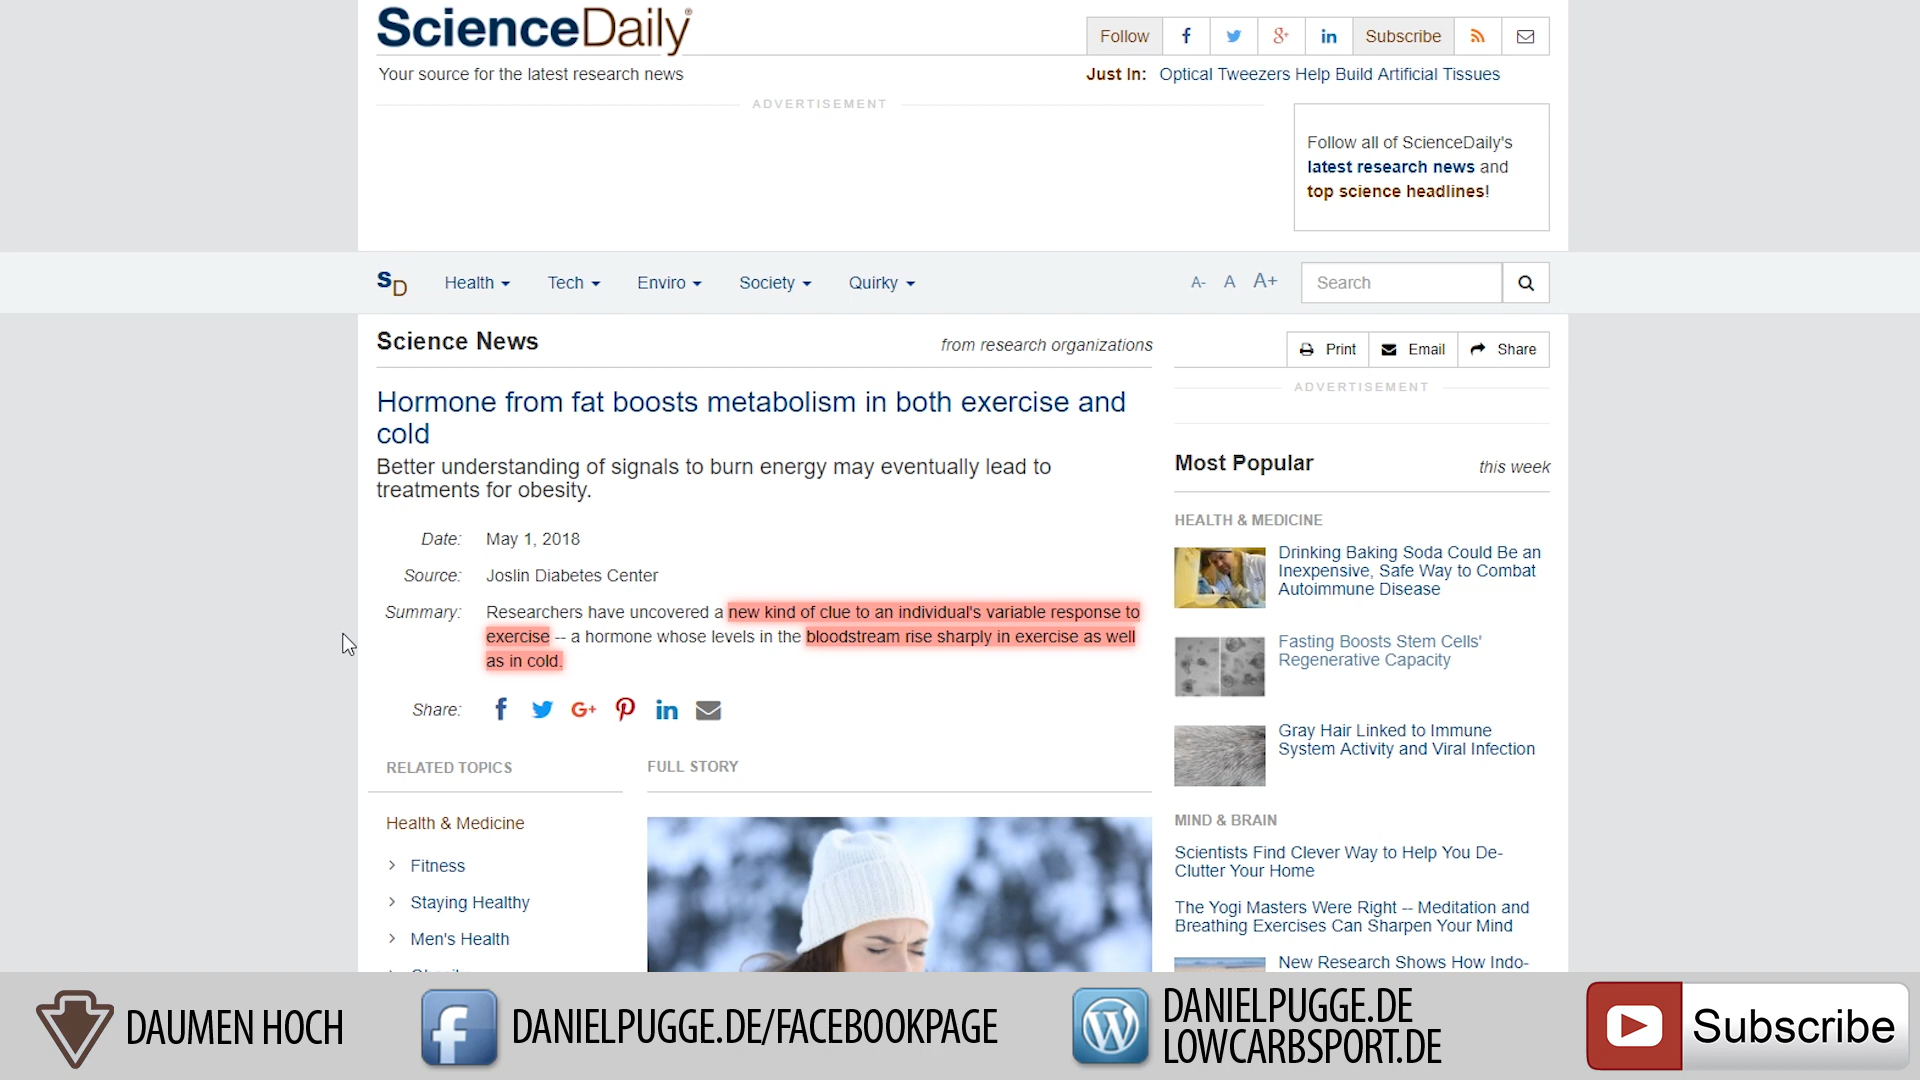 ScienceDaily®
Follow
8+
in
Subscribe
Your source for the latest research news
Just In: Optical Tweezers Help Build Artificial Tissues
ADVERTISEMENT
Follow all of ScienceDaily's
latest research news and
top science headlines!
SD
Health
Tech
Enviro
Society
Quirky
A-
A
A+
Search
Science News
from research organizations
Print
Email
Share
ADVERTISEMENT
Hormone from fat boosts metabolism in both exercise and
cold
Better understanding of signals to burn energy may eventually lead to
treatments for obesity.
Date: May 1, 2018
Source: Joslin Diabetes Center
Summary: Researchers have uncovered a new kind of clue to an individual's variable response to
exercise -- a hormone whose levels in the bloodstream rise sharply in exercise as well
as in cold.
Share:
G+
in
RELATED TOPICS
Health & Medicine
Fitness
Staying Healthy
Men's Health
FULL STORY
Most Popular
this week
HEALTH & MEDICINE
Drinking Baking Soda Could Be an
Inexpensive, Safe Way to Combat
Autoimmune Disease
Fasting Boosts Stem Cells'
Regenerative Capacity
Gray Hair Linked to Immune
System Activity and Viral Infection
MIND & BRAIN
Scientists Find Clever Way to Help You De-
Clutter Your Home
The Yogi Masters Were Right -- Meditation and
Breathing Exercises Can Sharpen Your Mind
New Research Shows How Indo-
DAUMEN HOCH
DANIELPUGGE.DE/FACEBOOKPAGE
DANIELPUGGE.DE
LOWCARBSPORT.DE
Subscribe